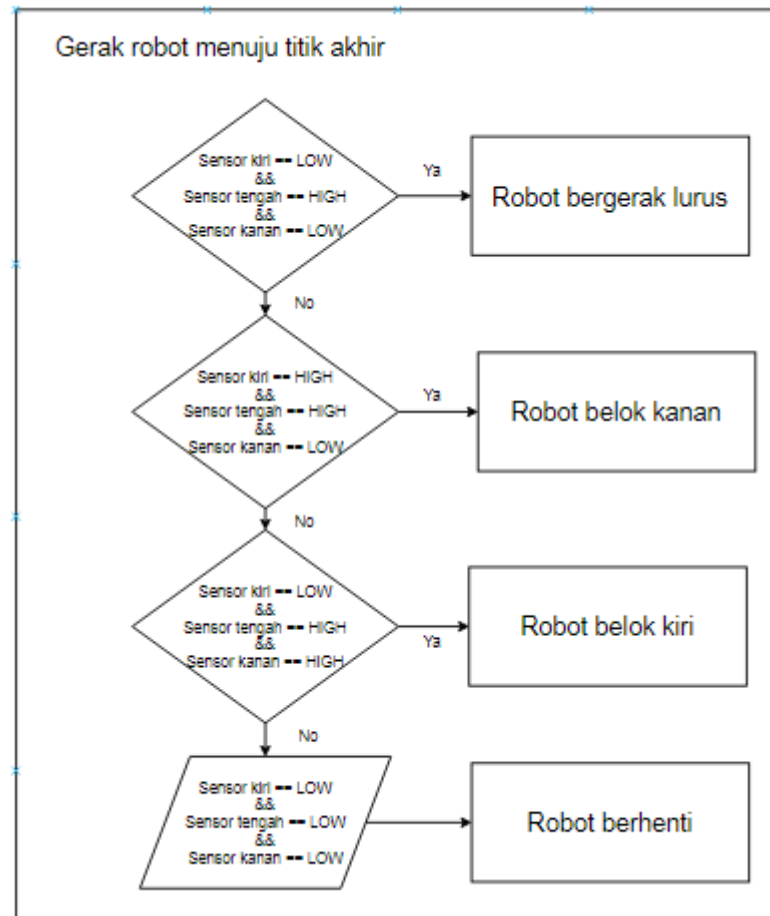 Gerak robot menuju titik akhir
Sensor kiri == LOW
&&
Sensor tengah == HIGH
&&
Sensor kanan == LOW
Ya
Robot bergerak lurus
No
Sensor kiri == HIGH
&&
Sensor tengah == HIGH
&&
Sensor kanan == LOW
Ya
Robot belok kanan
No
Sensor kiri == LOW
&&
Sensor tengah == HIGH
&&
Sensor kanan == HIGH
Ya
Robot belok kiri
No
Sensor kiri == LOW
&&
Sensor tengah == LOW
&&
Sensor kanan == LOW
Robot berhenti